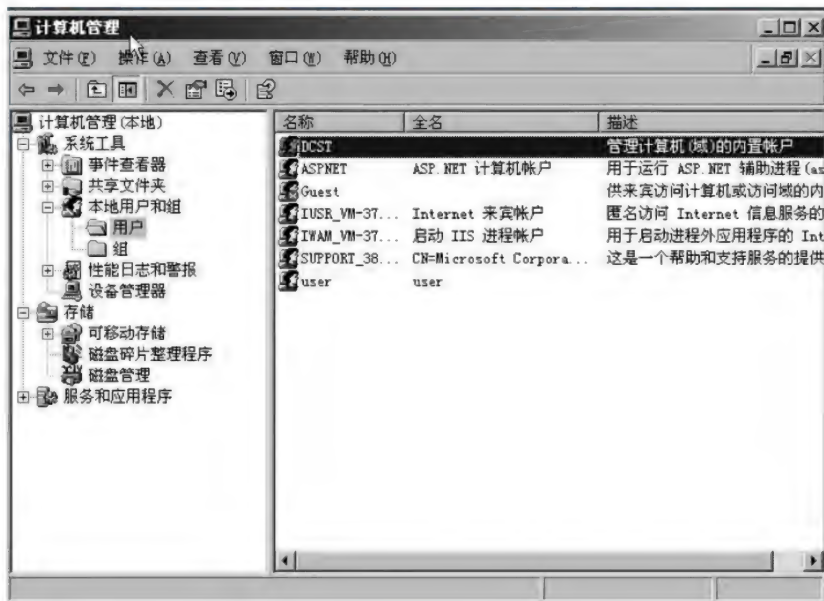 计算机管理
文件(F) 操作(A) 查看(V) 窗口(W) 帮助(H)
计算机管理(本地)
系统工具
事件查看器
共享文件夹
本地用户和组
用户
组
性能日志和警报
设备管理器
存储
可移动存储
磁盘碎片整理程序
磁盘管理
服务和应用程序
名称 全名 描述
DCST 管理计算机(域)的内置帐户
ASPNET ASP.NET 计算机帐户 用于运行 ASP.NET 辅助进程(as
Guest 供来宾访问计算机或访问域的内
IUSR_VM-37... Internet 来宾帐户 匿名访问 Internet 信息服务的
IWAM_VM-37... 启动 IIS 进程帐户 用于启动进程外应用程序的 Int
SUPPORT_38... CN=Microsoft Corpora... 这是一个帮助和支持服务的提供
user user